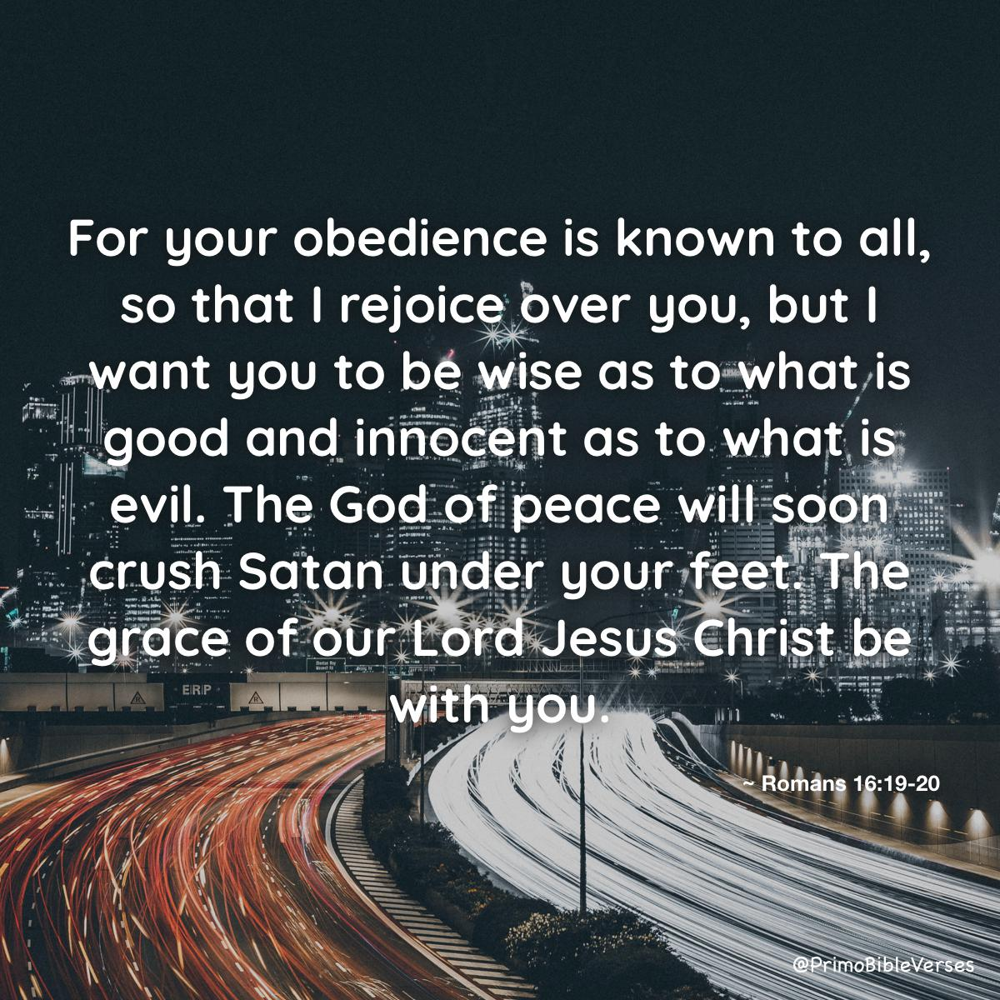 For your obedience is known to all,
so that I rejoice over you, but I
want you to be wise as to what is
good and innocent as to what is
evil. The God of peace will soon
crush Satan under your feet. The
grace of our Lord Jesus Christ be
with you.
ERP
~ Romans 16:19-20
@PrimoBibleVerses